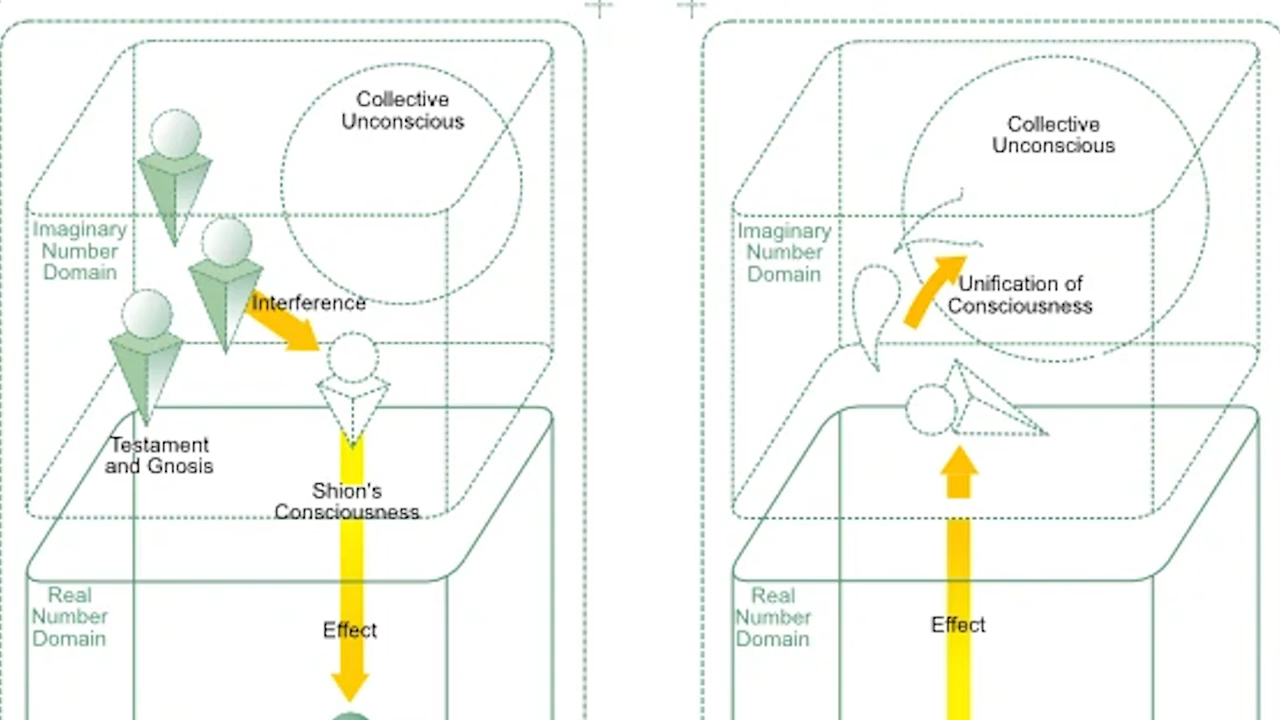 Collective
Unconscious
Imaginary
Number
Domain
Interference
Testament
and Gnosis
Shion's
Consciousness
Real
Number
Domain
Effect
Collective
Unconscious
Imaginary
Number
Domain
Unification of
Consciousness
Real
Number
Domain
Effect